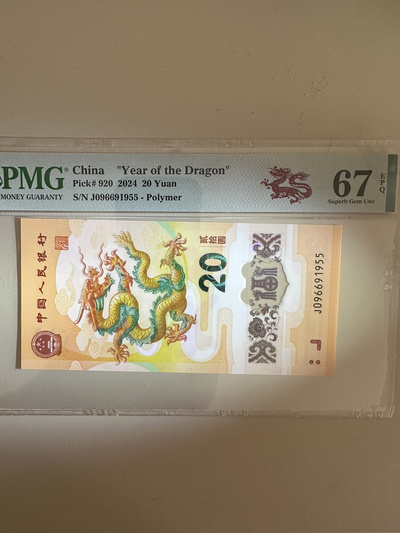 PMG
MONEY GUARANTY
China "Year of the Dragon"
Pick# 920 2024 20 Yuan
S/N J096691955 - Polymer
67
EPQ
Superb Gem Unc
中国人民银行
贰拾圆
20
福
J096691955